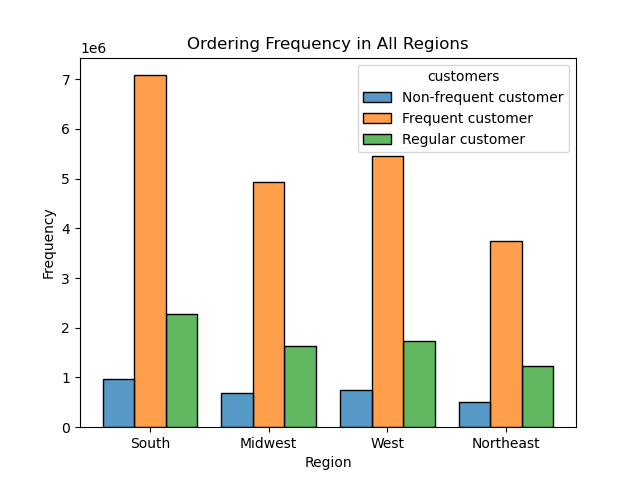 Ordering Frequency in All Regions
1e6
customers
Non-frequent customer
Frequent customer
Regular customer
7
6
5
4
3
2
1
0
Frequency
South Midwest West Northeast
Region